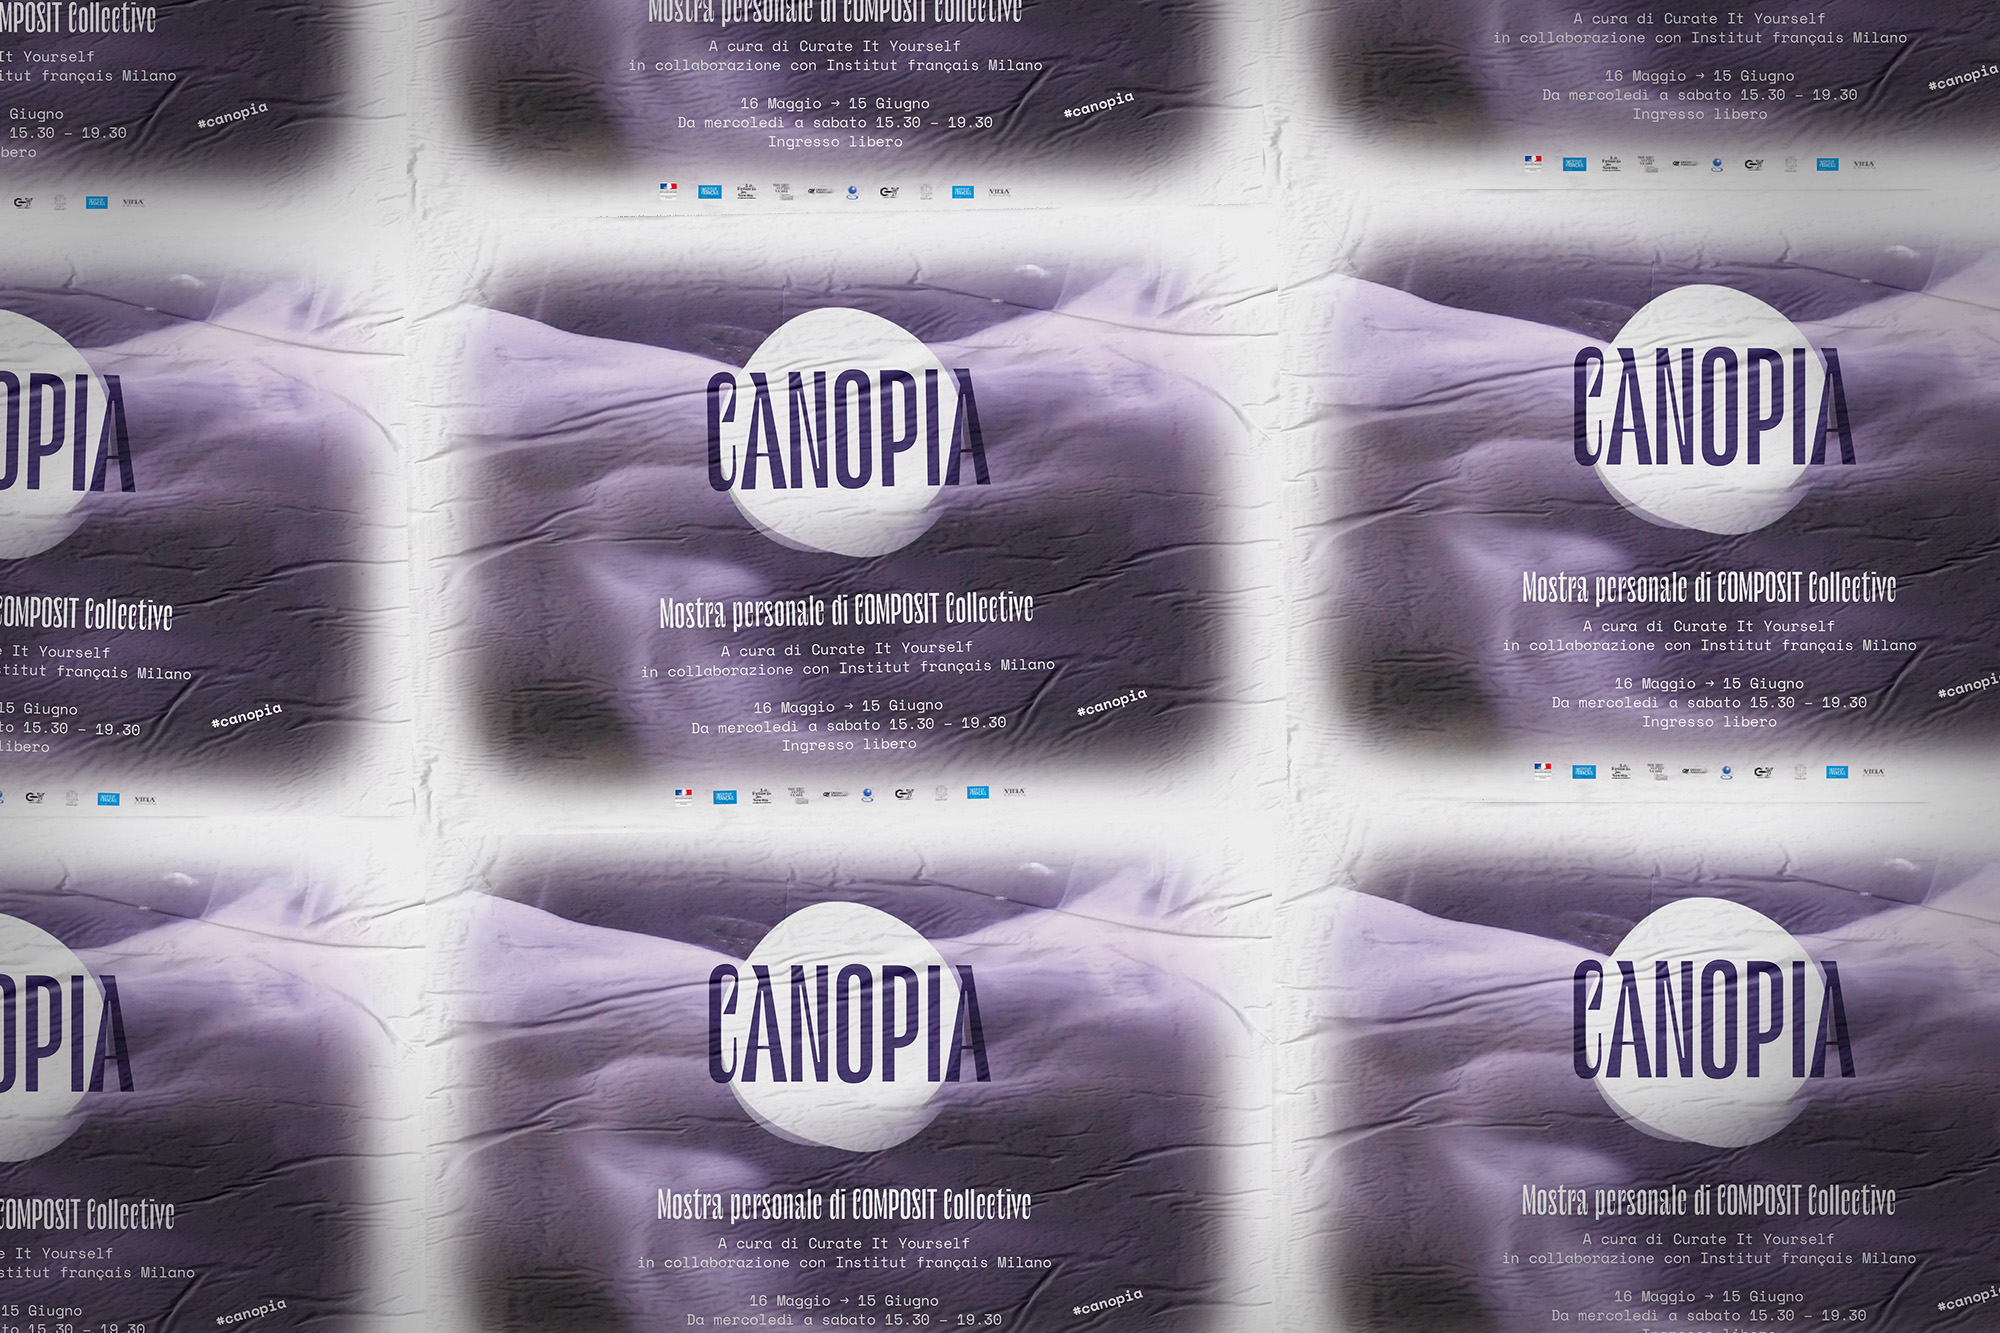 MPOSIT Collective
It Yourself
itut français Milano
Giugno
15.30 – 19.30
bero
#canopia
Mostra personale di COMPOSIT Collective
A cura di Curate It Yourself
in collaborazione con Institut français Milano
16 Maggio → 15 Giugno
Da mercoledì a sabato 15.30 – 19.30
Ingresso libero
#canopia
A cura di Curate It Yourself
in collaborazione con Institut français Milano
16 Maggio → 15 Giugno
Da mercoledì a sabato 15.30 – 19.30
Ingresso libero
#canopia
OPIA
COMPOSIT Collective
e It Yourself
stitut français Milano
15 Giugno
to 15.30 – 19.30
libero
#canopia
CANOPIA
Mostra personale di COMPOSIT Collective
A cura di Curate It Yourself
in collaborazione con Institut français Milano
16 Maggio → 15 Giugno
Da mercoledì a sabato 15.30 – 19.30
Ingresso libero
#canopia
CANOPIA
Mostra personale di COMPOSIT Collective
A cura di Curate It Yourself
in collaborazione con Institut français Milano
16 Maggio → 15 Giugno
Da mercoledì a sabato 15.30 – 19.30
Ingresso libero
#canopi
OPIA
COMPOSIT Collective
e It Yourself
stitut français Milano
15 Giugno
to 15.30 – 19.30
#canopia
CANOPIA
Mostra personale di COMPOSIT Collective
A cura di Curate It Yourself
in collaborazione con Institut français Milano
16 Maggio → 15 Giugno
Da mercoledì a sabato 15.30 – 19.30
#canopia
CANOPIA
Mostra personale di COMPOSIT Collective
A cura di Curate It Yourself
in collaborazione con Institut français Milano
16 Maggio → 15 Giugno
Da mercoledì a sabato 15.30 – 19.30
#canopi